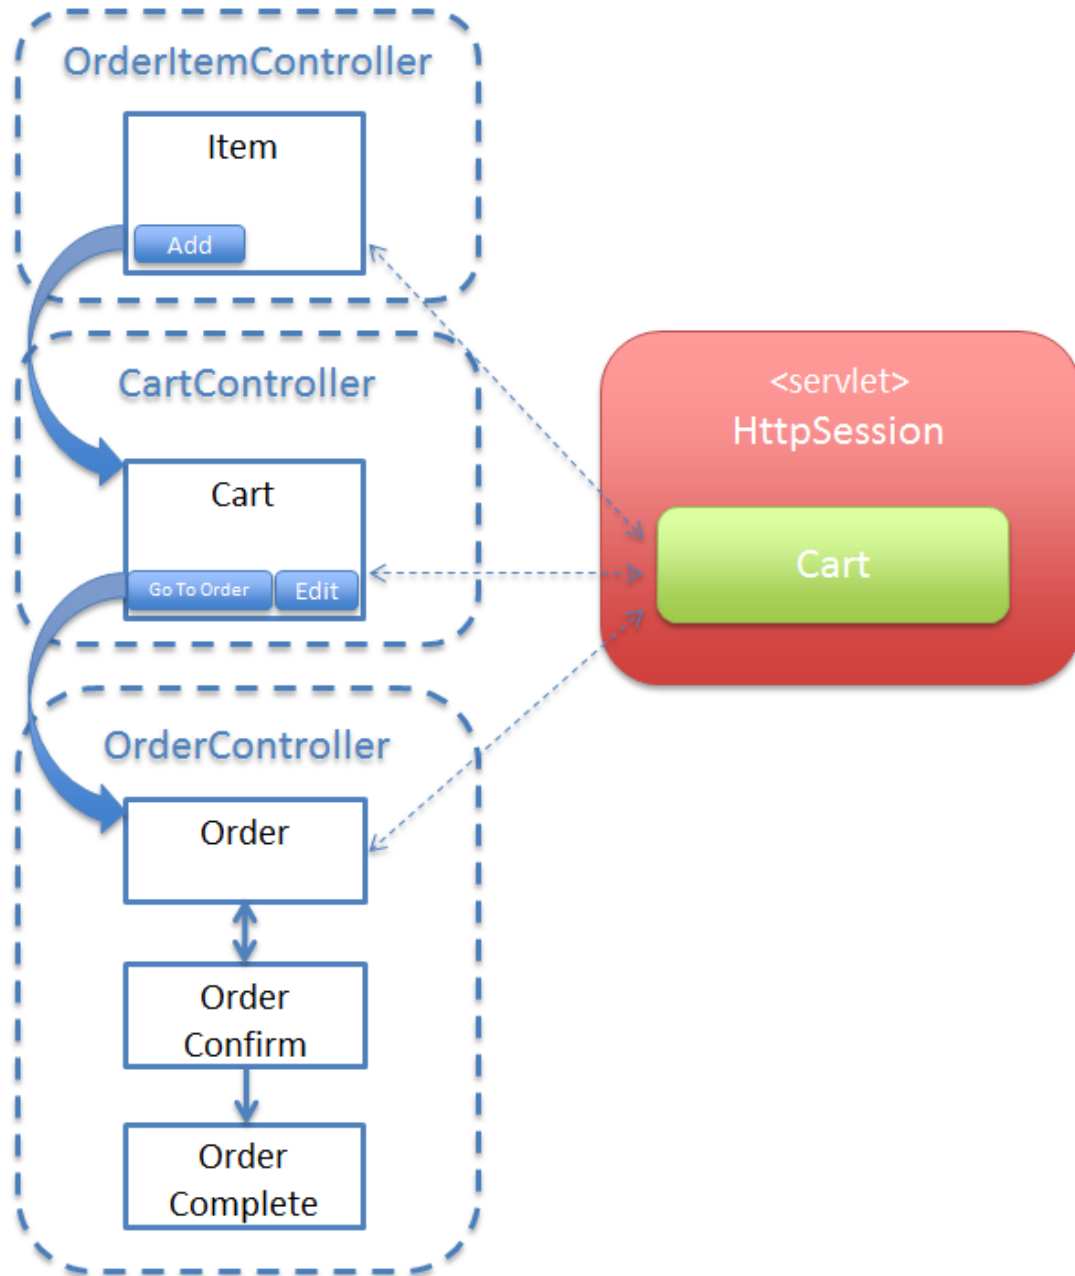 OrderItemController
Item
Add
CartController
Cart
Go To Order
Edit
OrderController
Order
Order
Confirm
Order
Complete
<servlet>
HttpSession
Cart